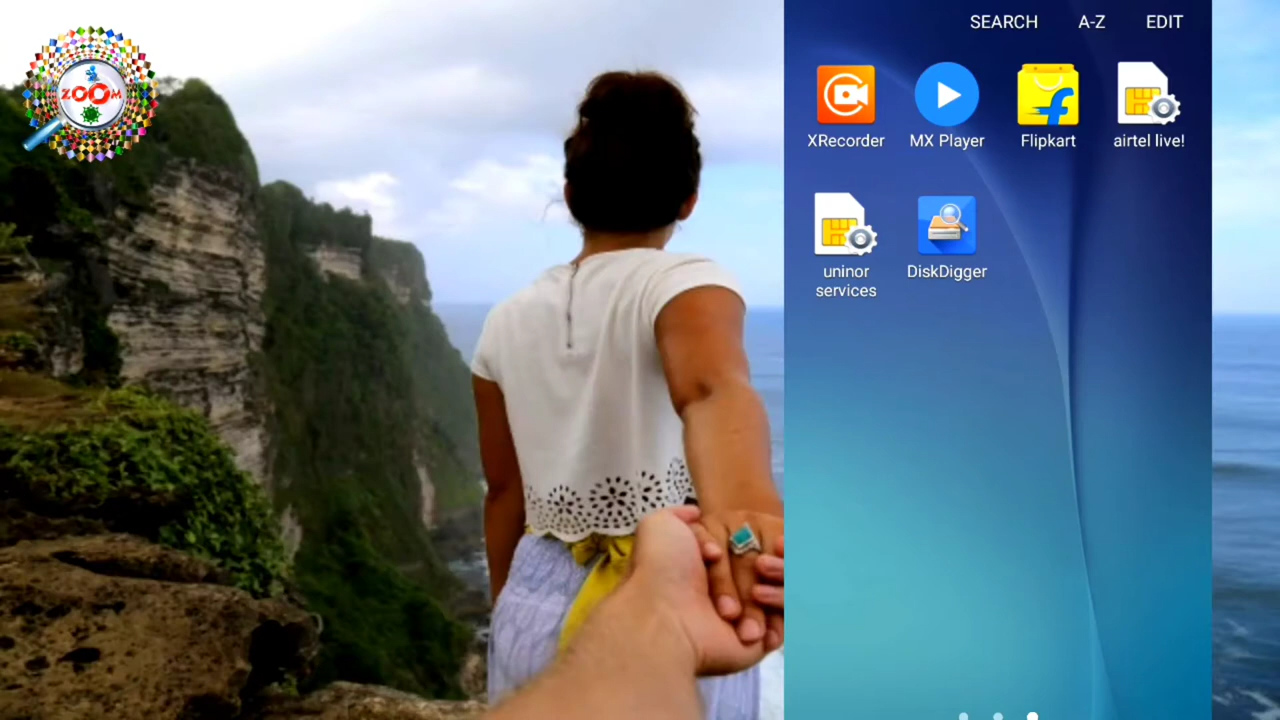 ZOOM
SEARCH A-Z EDIT
XRecorder MX Player Flipkart airtel live!
uninor services DiskDigger